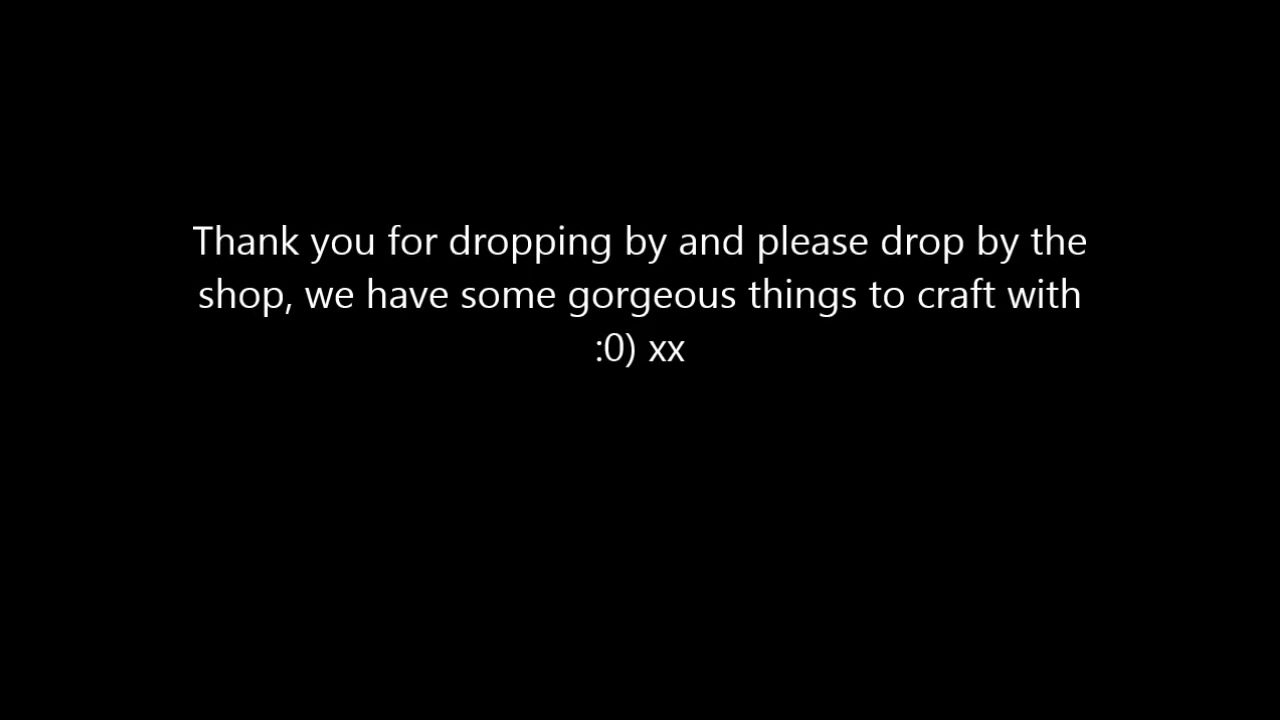 Thank you for dropping by and please drop by the
shop, we have some gorgeous things to craft with
:0) xx